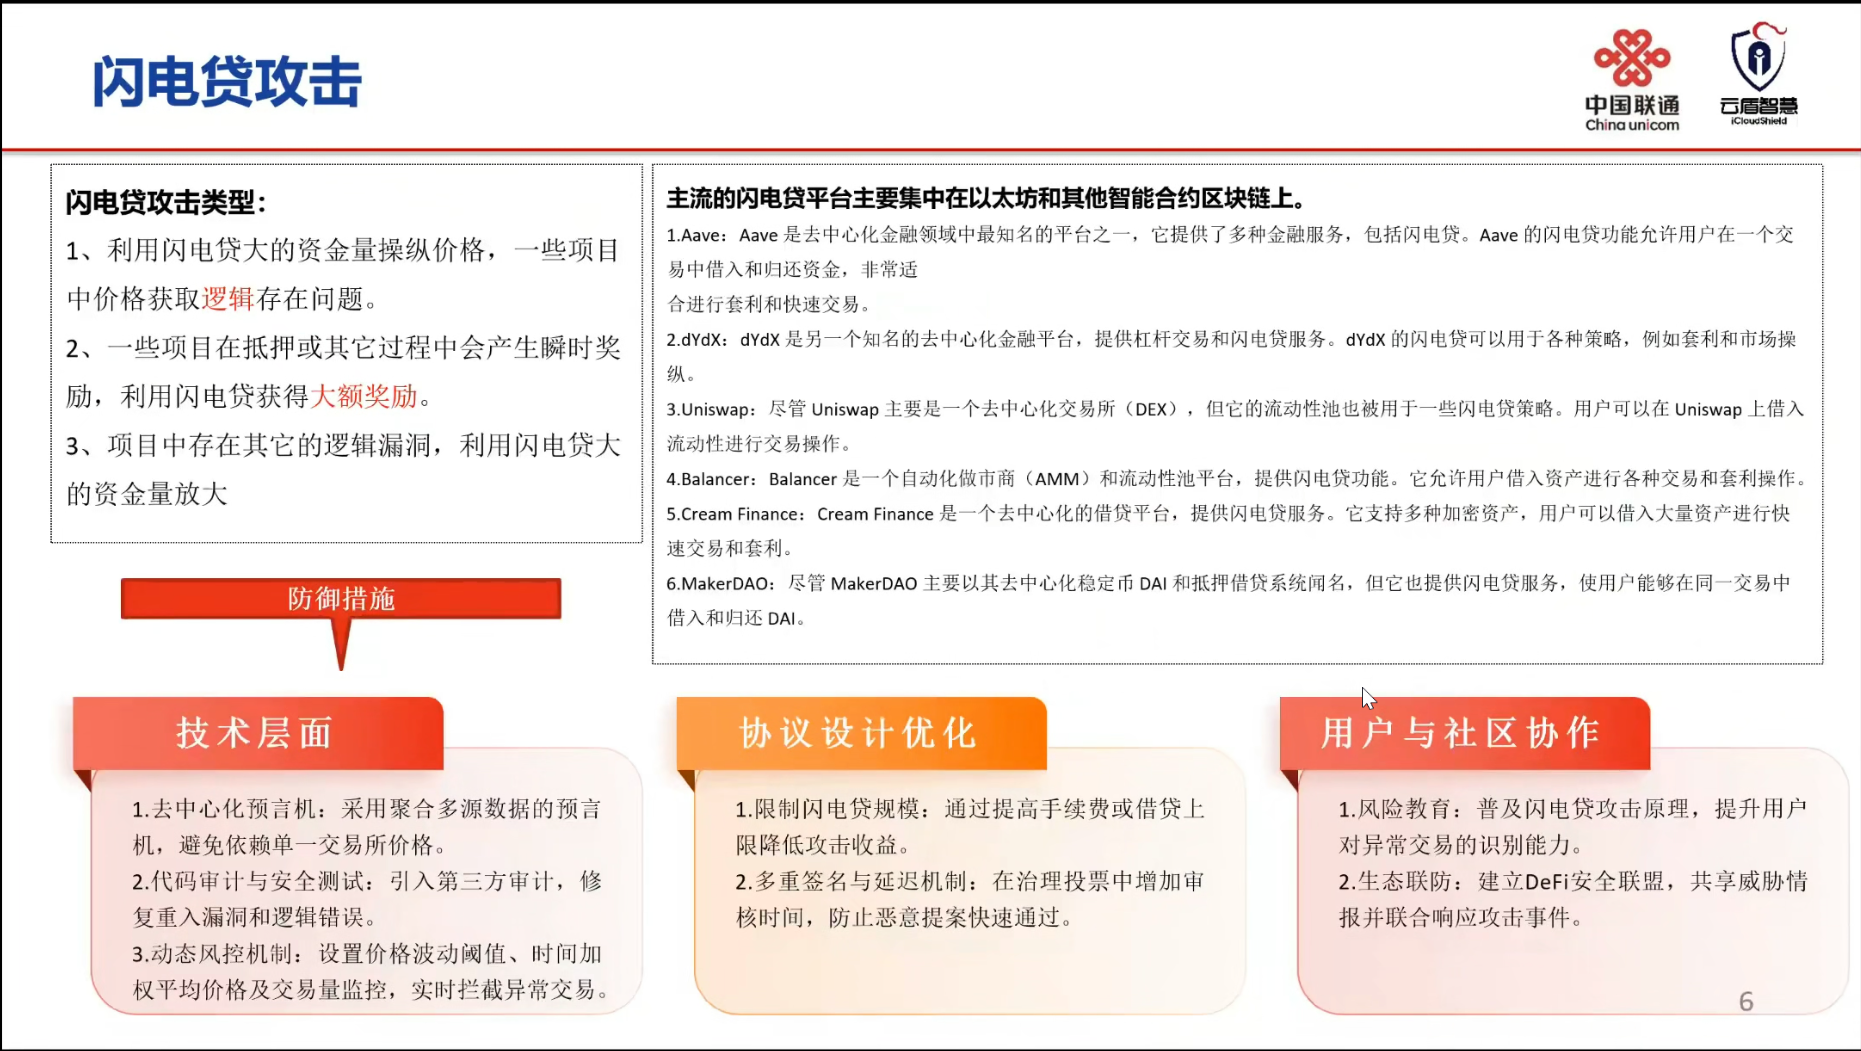 闪电贷攻击
中国联通
China unicom
云盾智慧
iCloudShield
闪电贷攻击类型：
1、利用闪电贷大的资金量操纵价格，一些项目
中价格获取逻辑存在问题。
2、一些项目在抵押或其它过程中会产生瞬时奖
励，利用闪电贷获得大额奖励。
3、项目中存在其它的逻辑漏洞，利用闪电贷大
的资金量放大
主流的闪电贷平台主要集中在以太坊和其他智能合约区块链上。
1.Aave：Aave 是去中心化金融领域中最知名的平台之一，它提供了多种金融服务，包括闪电贷。Aave 的闪电贷功能允许用户在一个交
易中借入和归还资金，非常适
合进行套利和快速交易。
2.dYdX：dYdX 是另一个知名的去中心化金融平台，提供杠杆交易和闪电贷服务。dYdX 的闪电贷可以用于各种策略，例如套利和市场操
纵。
3.Uniswap：尽管 Uniswap 主要是一个去中心化交易所（DEX），但它的流动性池也被用于一些闪电贷策略。用户可以在 Uniswap 上借入
流动性进行交易操作。
4.Balancer：Balancer 是一个自动化做市商（AMM）和流动性池平台，提供闪电贷功能。它允许用户借入资产进行各种交易和套利操作。
5.Cream Finance：Cream Finance 是一个去中心化的借贷平台，提供闪电贷服务。它支持多种加密资产，用户可以借入大量资产进行快
速交易和套利。
6.MakerDAO：尽管 MakerDAO 主要以其去中心化稳定币 DAI 和抵押借贷系统闻名，但它也提供闪电贷服务，使用户能够在同一交易中
借入和归还 DAI。
防御措施
技术层面
1.去中心化预言机：采用聚合多源数据的预言
机，避免依赖单一交易所价格。
2.代码审计与安全测试：引入第三方审计，修
复重入漏洞和逻辑错误。
3.动态风控机制：设置价格波动阈值、时间加
权平均价格及交易量监控，实时拦截异常交易。
协议设计优化
1.限制闪电贷规模：通过提高手续费或借贷上
限降低攻击收益。
2.多重签名与延迟机制：在治理投票中增加审
核时间，防止恶意提案快速通过。
用户与社区协作
1.风险教育：普及闪电贷攻击原理，提升用户
对异常交易的识别能力。
2.生态联防：建立DeFi安全联盟，共享威胁情
报并联合响应攻击事件。
6